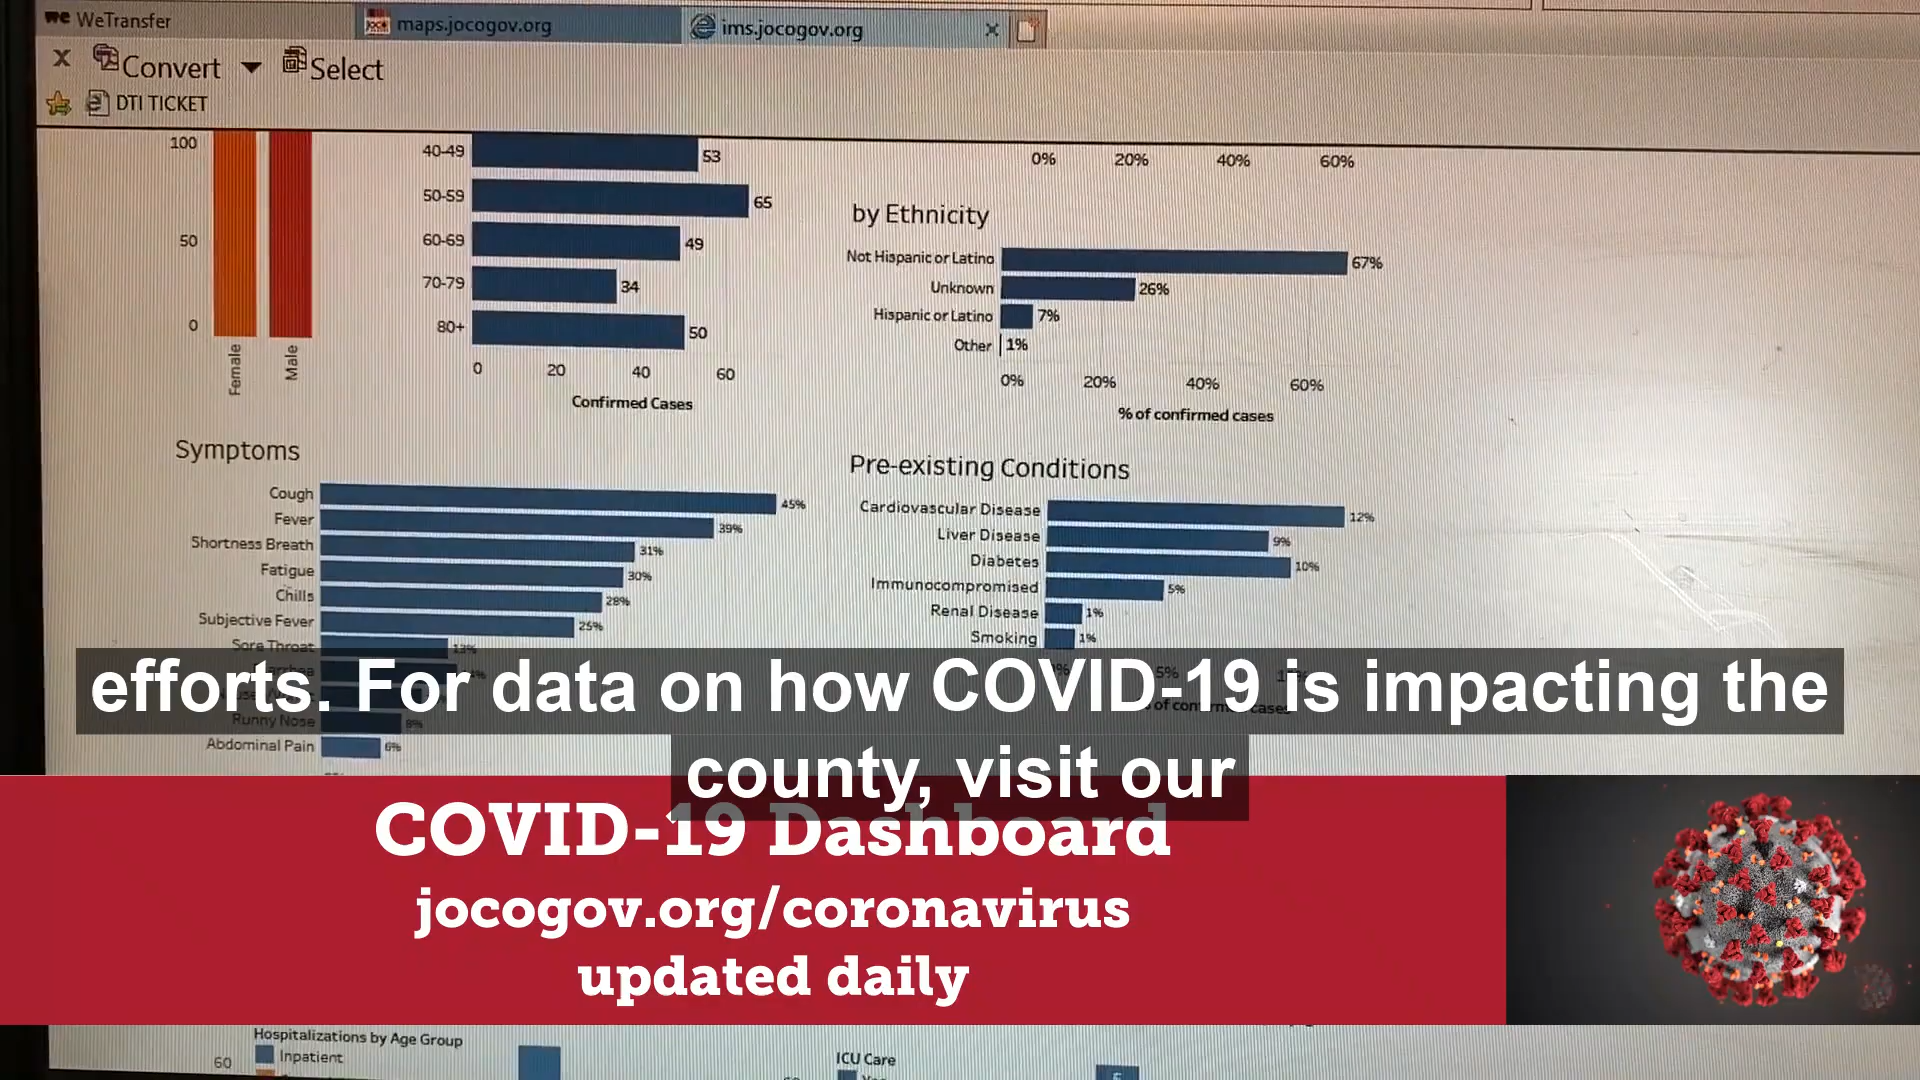 we WeTransfer
maps.jocogov.org
ims.jocogov.org
X Convert Select
DTI TICKET
100
50
0
Female
Male
40-49 53
50-59 65
60-69 49
70-79 34
80+ 50
0 20 40 60
Confirmed Cases
0% 20% 40% 60%
by Ethnicity
Not Hispanic or Latino 67%
Unknown 26%
Hispanic or Latino 7%
Other 1%
0% 20% 40% 60%
% of confirmed cases
Symptoms
Cough 45%
Fever 39%
Shortness Breath 31%
Fatigue 30%
Chills 28%
Subjective Fever 25%
Sore Throat 13%
Runny Nose 8%
Abdominal Pain 6%
Pre-existing Conditions
Cardiovascular Disease 12%
Liver Disease 9%
Diabetes 10%
Immunocompromised 5%
Renal Disease 1%
Smoking 1%
5%
efforts. For data on how COVID-19 is impacting the
county, visit our
COVID-19 Dashboard
jocogov.org/coronavirus
updated daily
Hospitalizations by Age Group
60 Inpatient
ICU Care